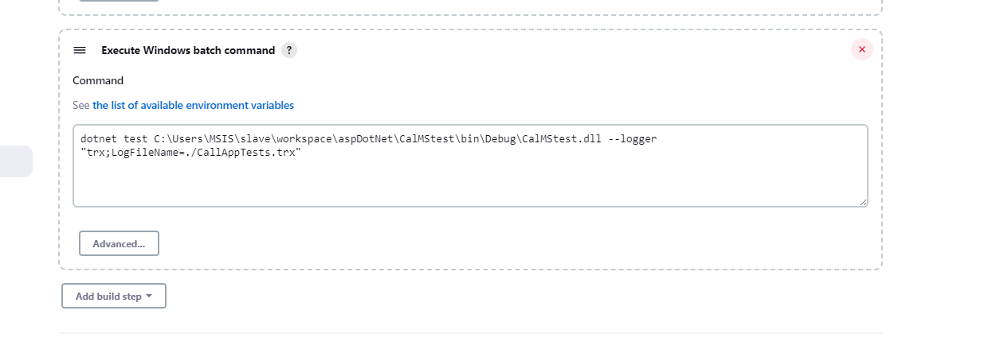 Execute Windows batch command ?
Command
See the list of available environment variables
dotnet test C:\Users\MSIS\slave\workspace\aspDotNet\CalMStest\bin\Debug\CalMStest.dll --logger
"trx;LogFileName=./CallAppTests.trx"
Advanced...
Add build step